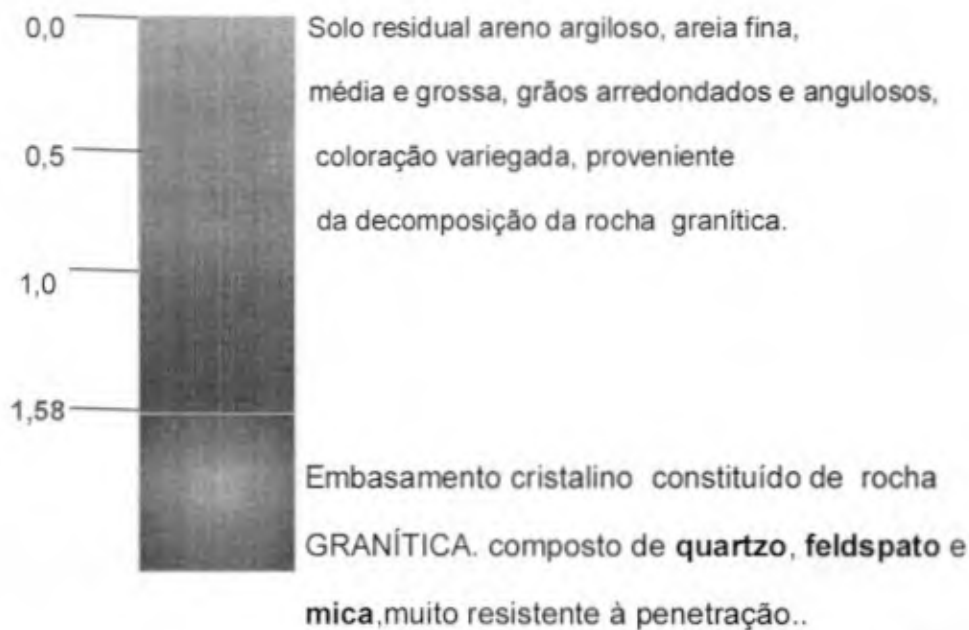 0,0
Solo residual areno argiloso, areia fina,
média e grossa, grãos arredondados e angulosos,
0,5
coloração variegada, proveniente
da decomposição da rocha granítica.
1,0
1,58
Embasamento cristalino constituído de rocha
GRANÍTICA. composto de quartzo, feldspato e
mica,muito resistente à penetração..